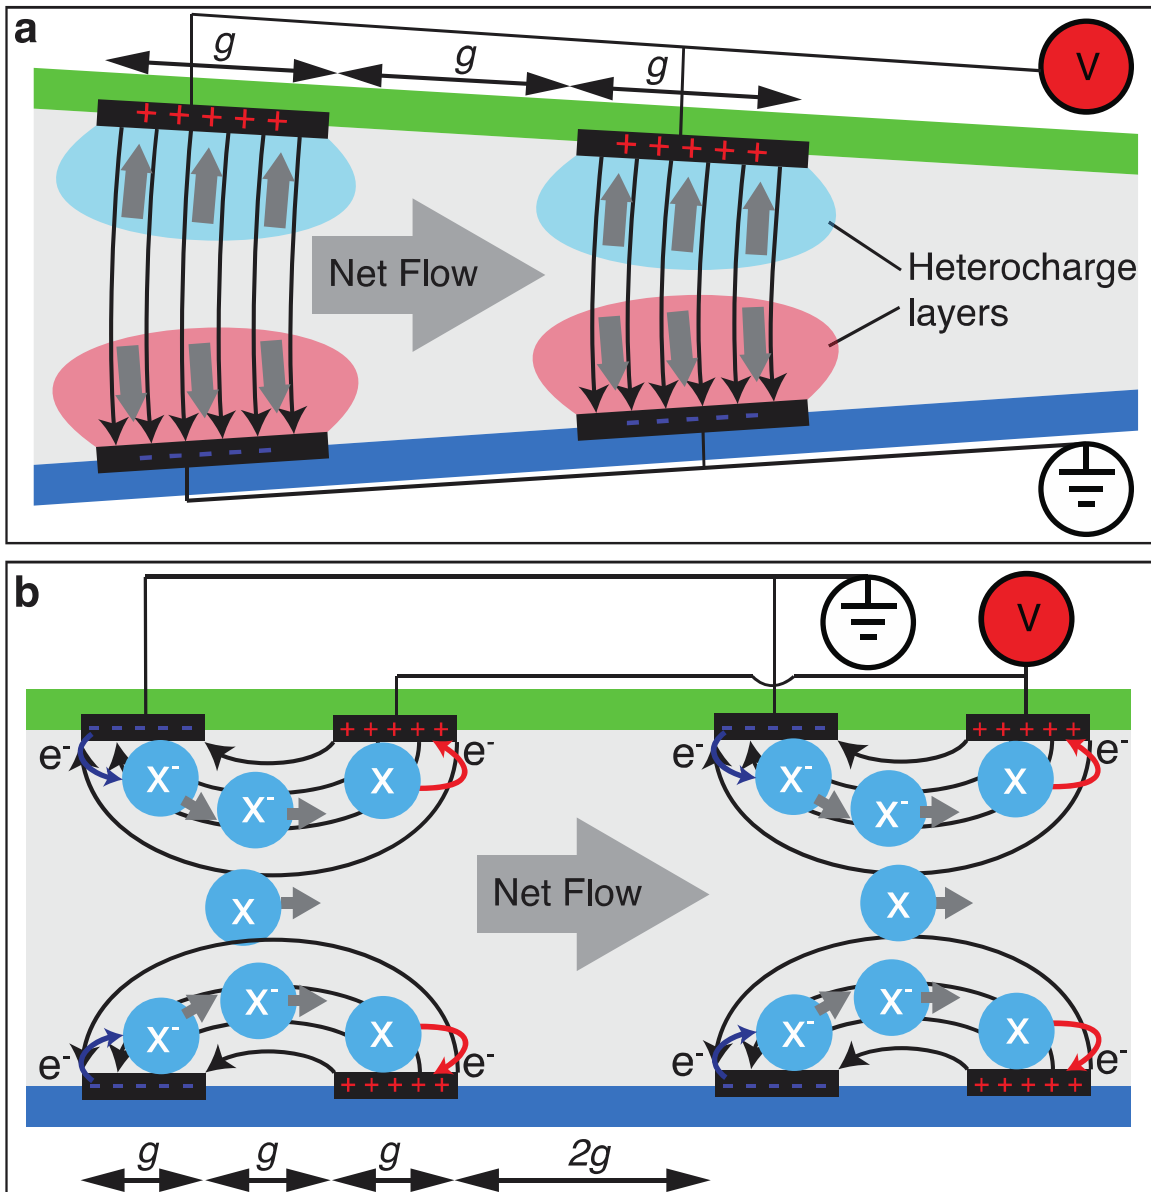 a
g
g
g
V
+ + + + +
+ + + + +
Net Flow
Heterocharge
layers
- - - - -
- - - - -
b
V
- - - - -
+ + + + +
- - - - -
+ + + + +
e-
X-
X-
X
e-
e-
X-
X-
X
e-
X
Net Flow
X
e-
X-
X-
X
e-
e-
X-
X-
X
e-
- - - - -
+ + + + +
- - - - -
+ + + + +
g
g
g
2g